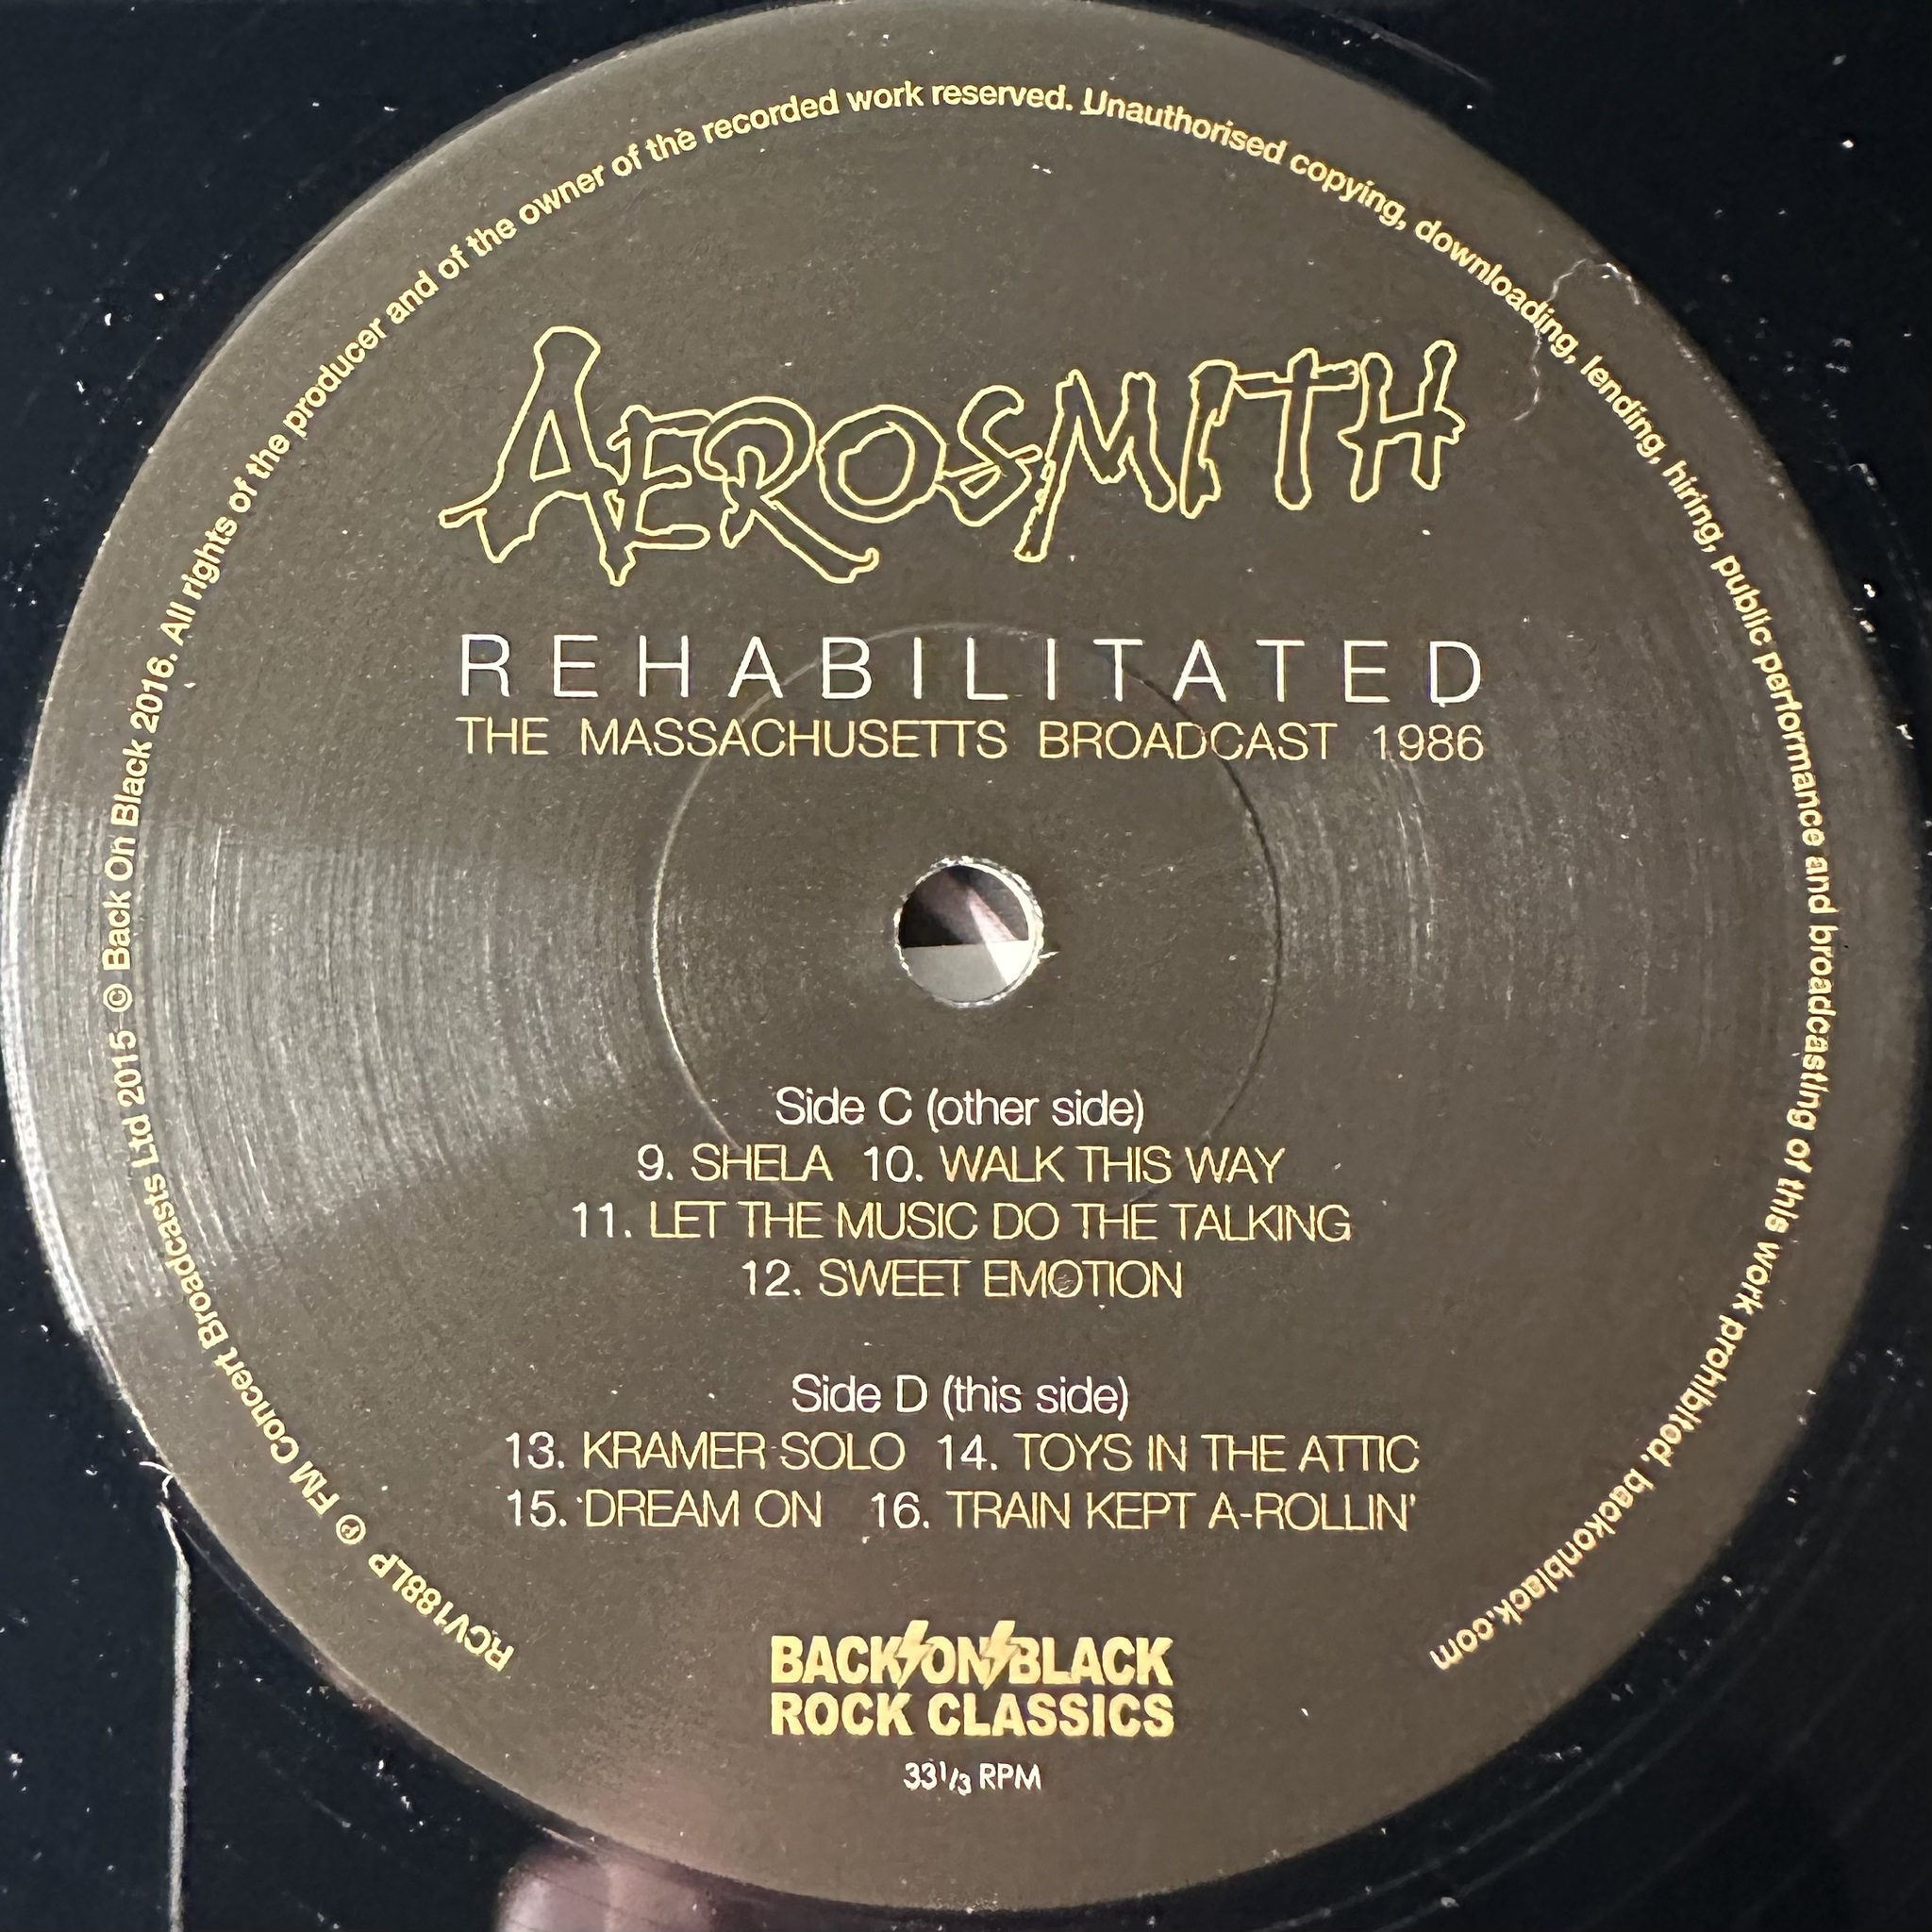 RCV188LP ℗ FM Concert Broadcasts Ltd 2015 © Back On Black 2016. All rights of the producer and of the owner of the recorded work reserved. Unauthorised copying, downloading, lending, hiring, public performance and broadcasting of this work prohibited. backonblack.com
AEROSMITH
REHABILITATED
THE MASSACHUSETTS BROADCAST 1986
Side C (other side)
9. SHELA 10. WALK THIS WAY
11. LET THE MUSIC DO THE TALKING
12. SWEET EMOTION
Side D (this side)
13. KRAMER SOLO 14. TOYS IN THE ATTIC
15. DREAM ON 16. TRAIN KEPT A-ROLLIN'
BACK ON BLACK
ROCK CLASSICS
33 1/3 RPM